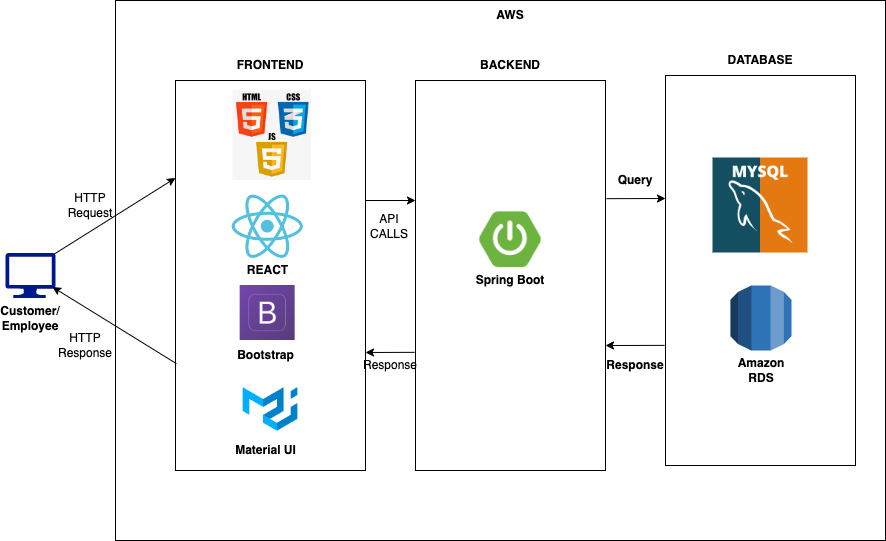 AWS
FRONTEND
BACKEND
DATABASE
HTML
CSS
5
3
JS
5
REACT
B
Bootstrap
Material UI
HTTP
Request
Customer/
Employee
HTTP
Response
API
CALLS
Response
Spring Boot
Query
Response
MYSQL
Amazon
RDS